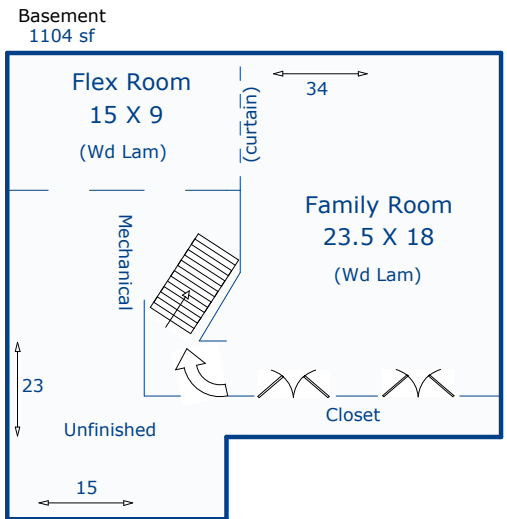 Basement
1104 sf
Flex Room
15 X 9
(Wd Lam)
(curtain)
34
Family Room
23.5 X 18
(Wd Lam)
Mechanical
23
Closet
Unfinished
15